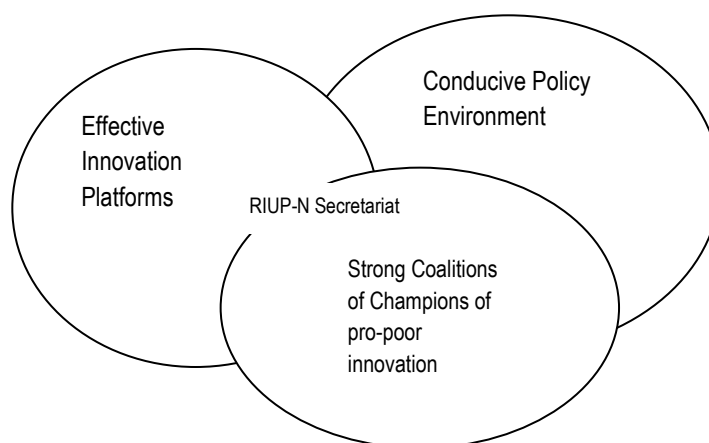 Conducive Policy
Environment
Effective
Innovation
Platforms
RIUP-N Secretariat
Strong Coalitions
of Champions of
pro-poor
innovation